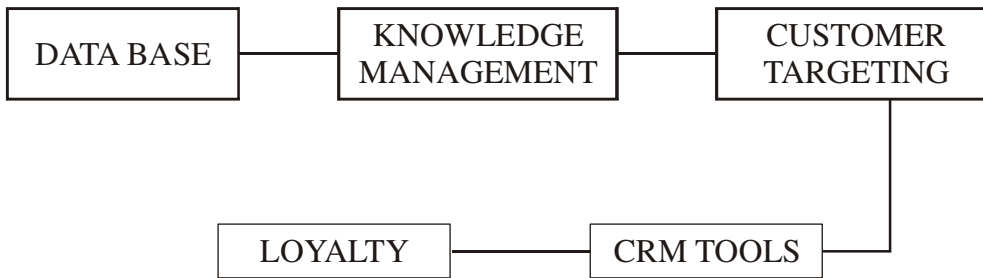 DATA BASE
KNOWLEDGE
MANAGEMENT
CUSTOMER
TARGETING
LOYALTY
CRM TOOLS